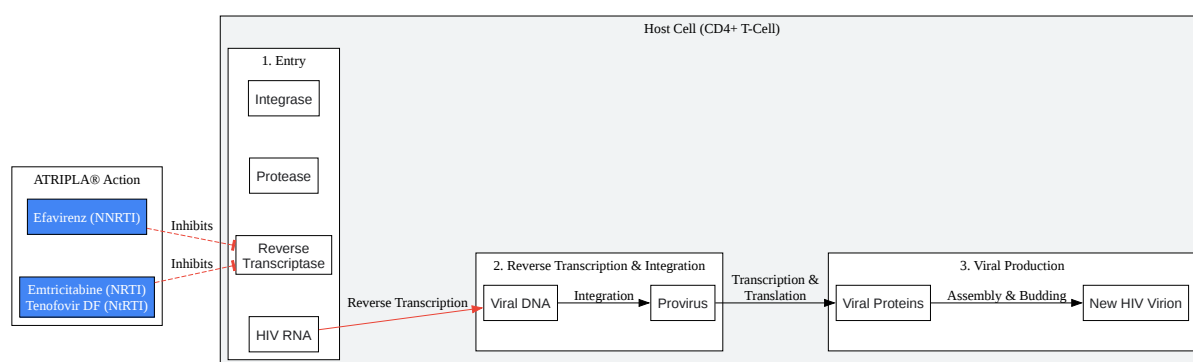 Host Cell (CD4+ T-Cell)
1. Entry
Integrase
Protease
ATRIPLA® Action
Efavirenz (NNRTI)
Inhibits
Reverse
Transcriptase
Inhibits
Emtricitabine (NRTI)
Tenofovir DF (NtRTI)
HIV RNA
Reverse Transcription
2. Reverse Transcription & Integration
Viral DNA
Integration
Provirus
Transcription &
Translation
3. Viral Production
Viral Proteins
Assembly & Budding
New HIV Virion